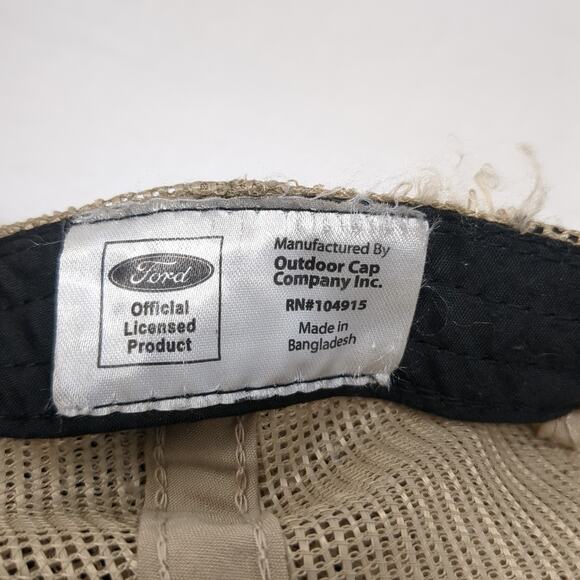 Ford
Official
Licensed
Product
Manufactured By
Outdoor Cap
Company Inc.
RN#104915
Made in
Bangladesh